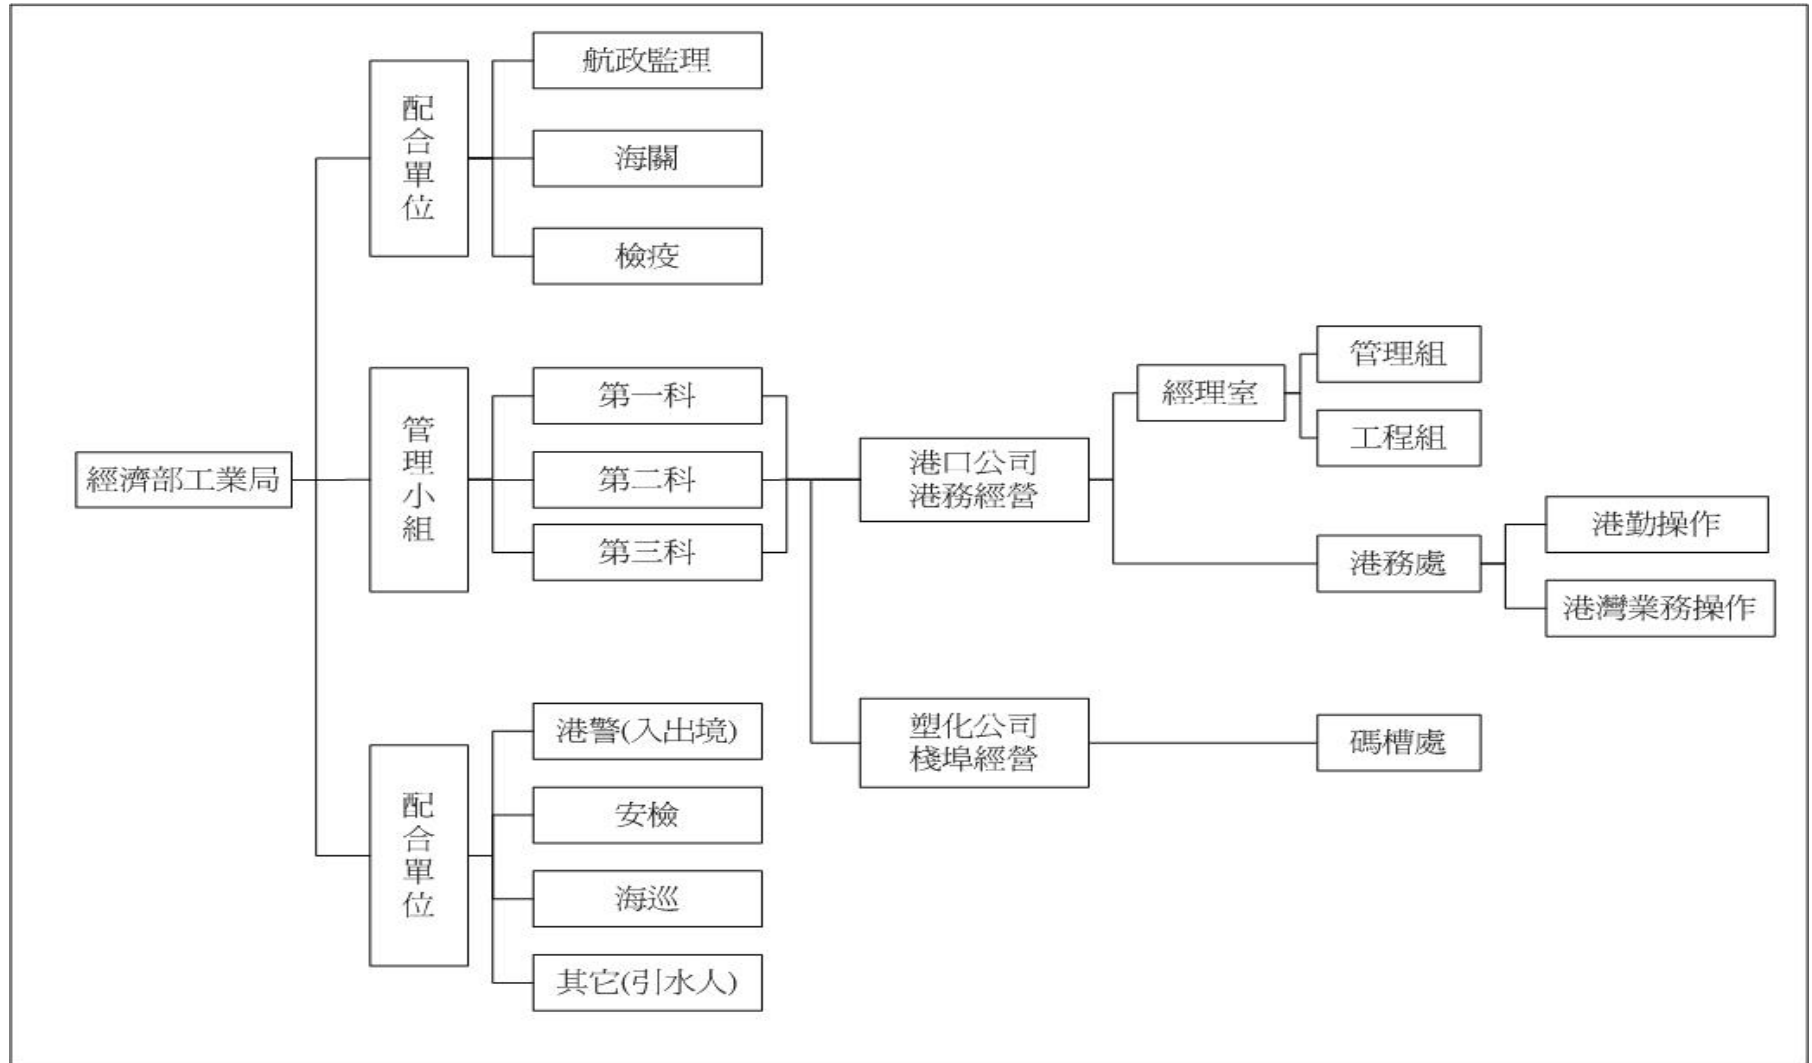 經濟部工業局
配合單位
航政監理
海關
檢疫
管理小組
第一科
第二科
第三科
配合單位
港警(入出境)
安檢
海巡
其它(引水人)
港口公司
港務經營
經理室
管理組
工程組
港務處
港勤操作
港灣業務操作
塑化公司
棧埠經營
碼槽處